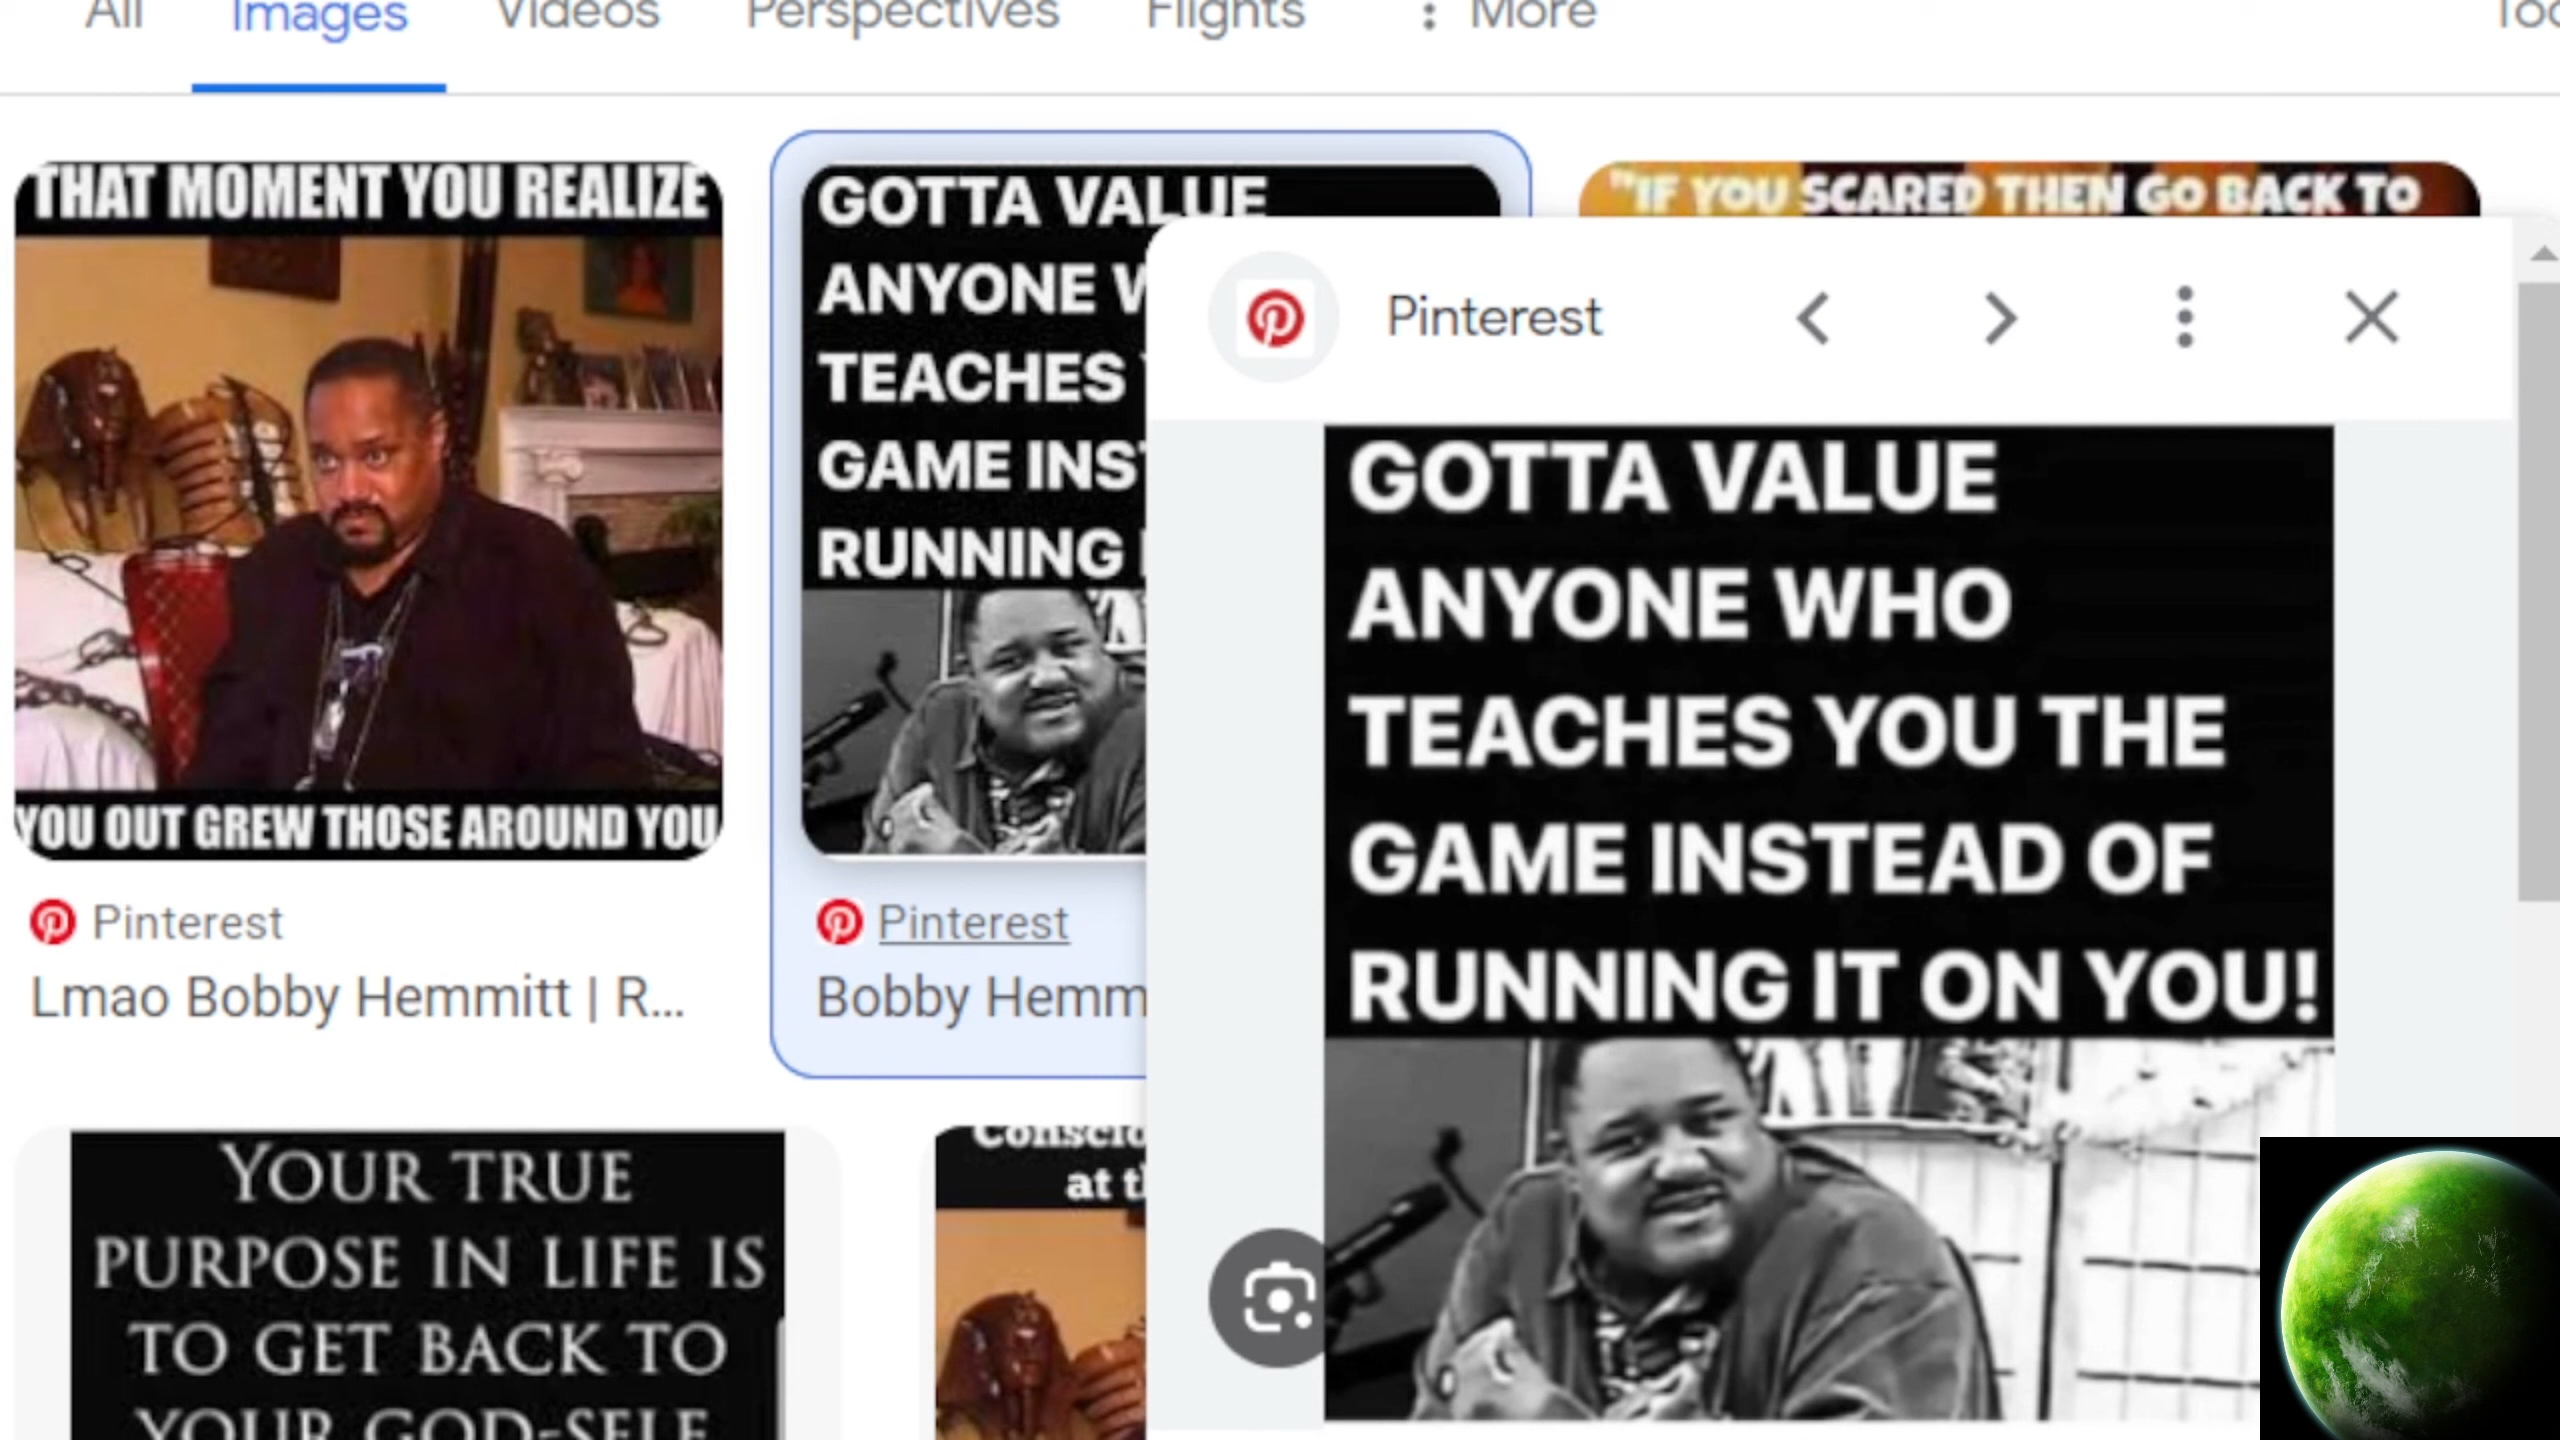 All Images Videos Perspectives Flights More
THAT MOMENT YOU REALIZE
YOU OUT GREW THOSE AROUND YOU
Pinterest
Lmao Bobby Hemmitt | R...
GOTTA VALUE
ANYONE
TEACHES
GAME
RUNNING
Pinterest
Bobby
"IF YOU SCARED THEN GO BACK TO
Pinterest
GOTTA VALUE
ANYONE WHO
TEACHES YOU THE
GAME INSTEAD OF
RUNNING IT ON YOU!
YOUR TRUE
PURPOSE IN LIFE IS
TO GET BACK TO
YOUR GOD-SELF
at